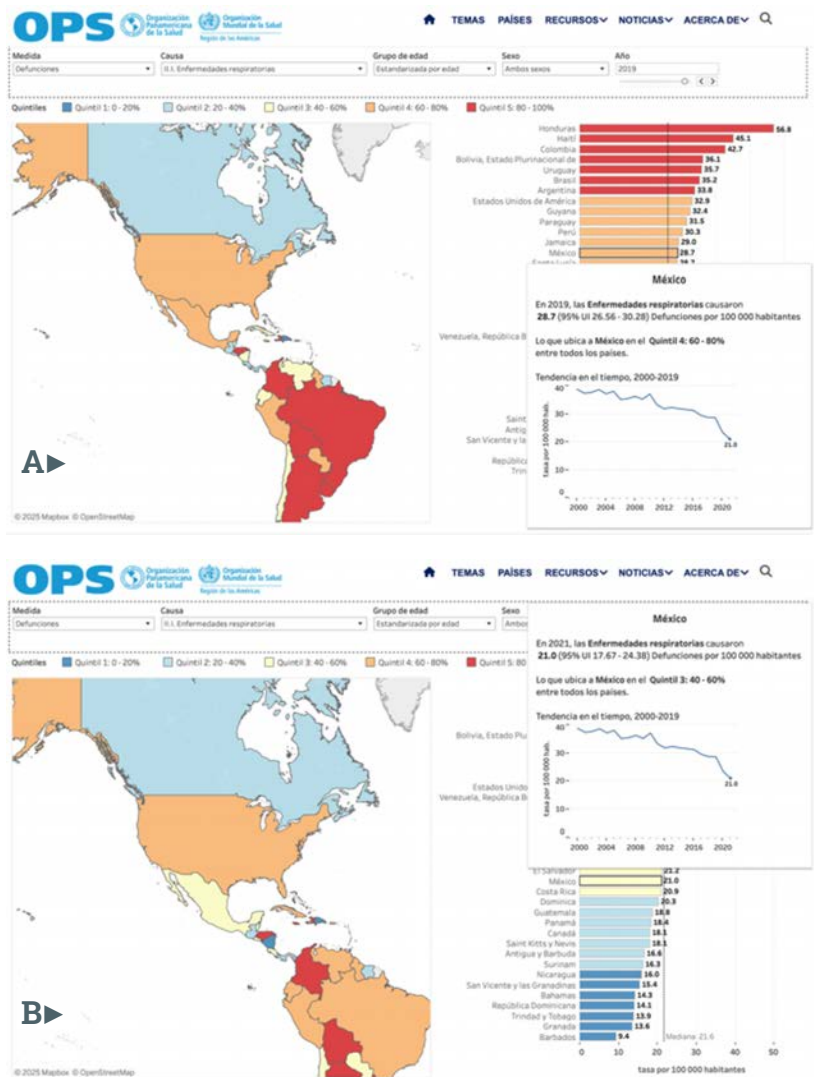 OPS
Organización
Panamericana
de la Salud
Organización
Mundial de la Salud
Región de las Américas
TEMAS PAÍSES RECURSOS NOTICIAS ACERCA DE
Medida Causa Grupo de edad Sexo Año
Defunciones II.I. Enfermedades respiratorias Estandarizada por edad Ambos sexos 2019
Quintiles Quintil 1: 0 - 20% Quintil 2: 20 - 40% Quintil 3: 40 - 60% Quintil 4: 60 - 80% Quintil 5: 80 - 100%
Honduras 56.8
Haití 45.1
Colombia 42.7
Bolivia, Estado Plurinacional de 36.1
Uruguay 35.7
Brasil 35.2
Argentina 33.8
Estados Unidos de América 32.9
Guyana 32.4
Paraguay 31.5
Perú 30.3
Jamaica 29.0
México 28.7
Santa Lucía 28.7
Venezuela, República B
Saint
Antig
San Vicente y la
República
Trin
México
En 2019, las Enfermedades respiratorias causaron
28.7 (95% UI 26.56 - 30.28) Defunciones por 100 000 habitantes
Lo que ubica a México en el Quintil 4: 60 - 80%
entre todos los países.
Tendencia en el tiempo, 2000-2019
tasa por 100 000 hab.
40
30
20
10
0
21.0
2000 2004 2008 2012 2016 2020
A
© 2025 Mapbox © OpenStreetMap
OPS
Organización
Panamericana
de la Salud
Organización
Mundial de la Salud
Región de las Américas
TEMAS PAÍSES RECURSOS NOTICIAS ACERCA DE
Medida Causa Grupo de edad Sexo
Defunciones II.I. Enfermedades respiratorias Estandarizada por edad Ambos
Quintiles Quintil 1: 0 - 20% Quintil 2: 20 - 40% Quintil 3: 40 - 60% Quintil 4: 60 - 80% Quintil 5: 80
Bolivia, Estado Plu
Estados Unido
Venezuela, República B
México
En 2021, las Enfermedades respiratorias causaron
21.0 (95% UI 17.67 - 24.38) Defunciones por 100 000 habitantes
Lo que ubica a México en el Quintil 3: 40 - 60%
entre todos los países.
Tendencia en el tiempo, 2000-2019
tasa por 100 000 hab.
40
30
20
10
0
21.0
2000 2004 2008 2012 2016 2020
El Salvador 21.2
México 21.0
Costa Rica 20.9
Dominica 20.3
Guatemala 18.8
Panamá 18.4
Canadá 18.1
Saint Kitts y Nevis 18.1
Antigua y Barbuda 16.6
Surinam 16.3
Nicaragua 16.0
San Vicente y las Granadinas 15.4
Bahamas 14.3
República Dominicana 14.1
Trinidad y Tobago 13.9
Granada 13.6
Barbados 9.4
Mediana: 21.6
0 10 20 30 40 50
tasa por 100 000 habitantes
B
© 2025 Mapbox © OpenStreetMap